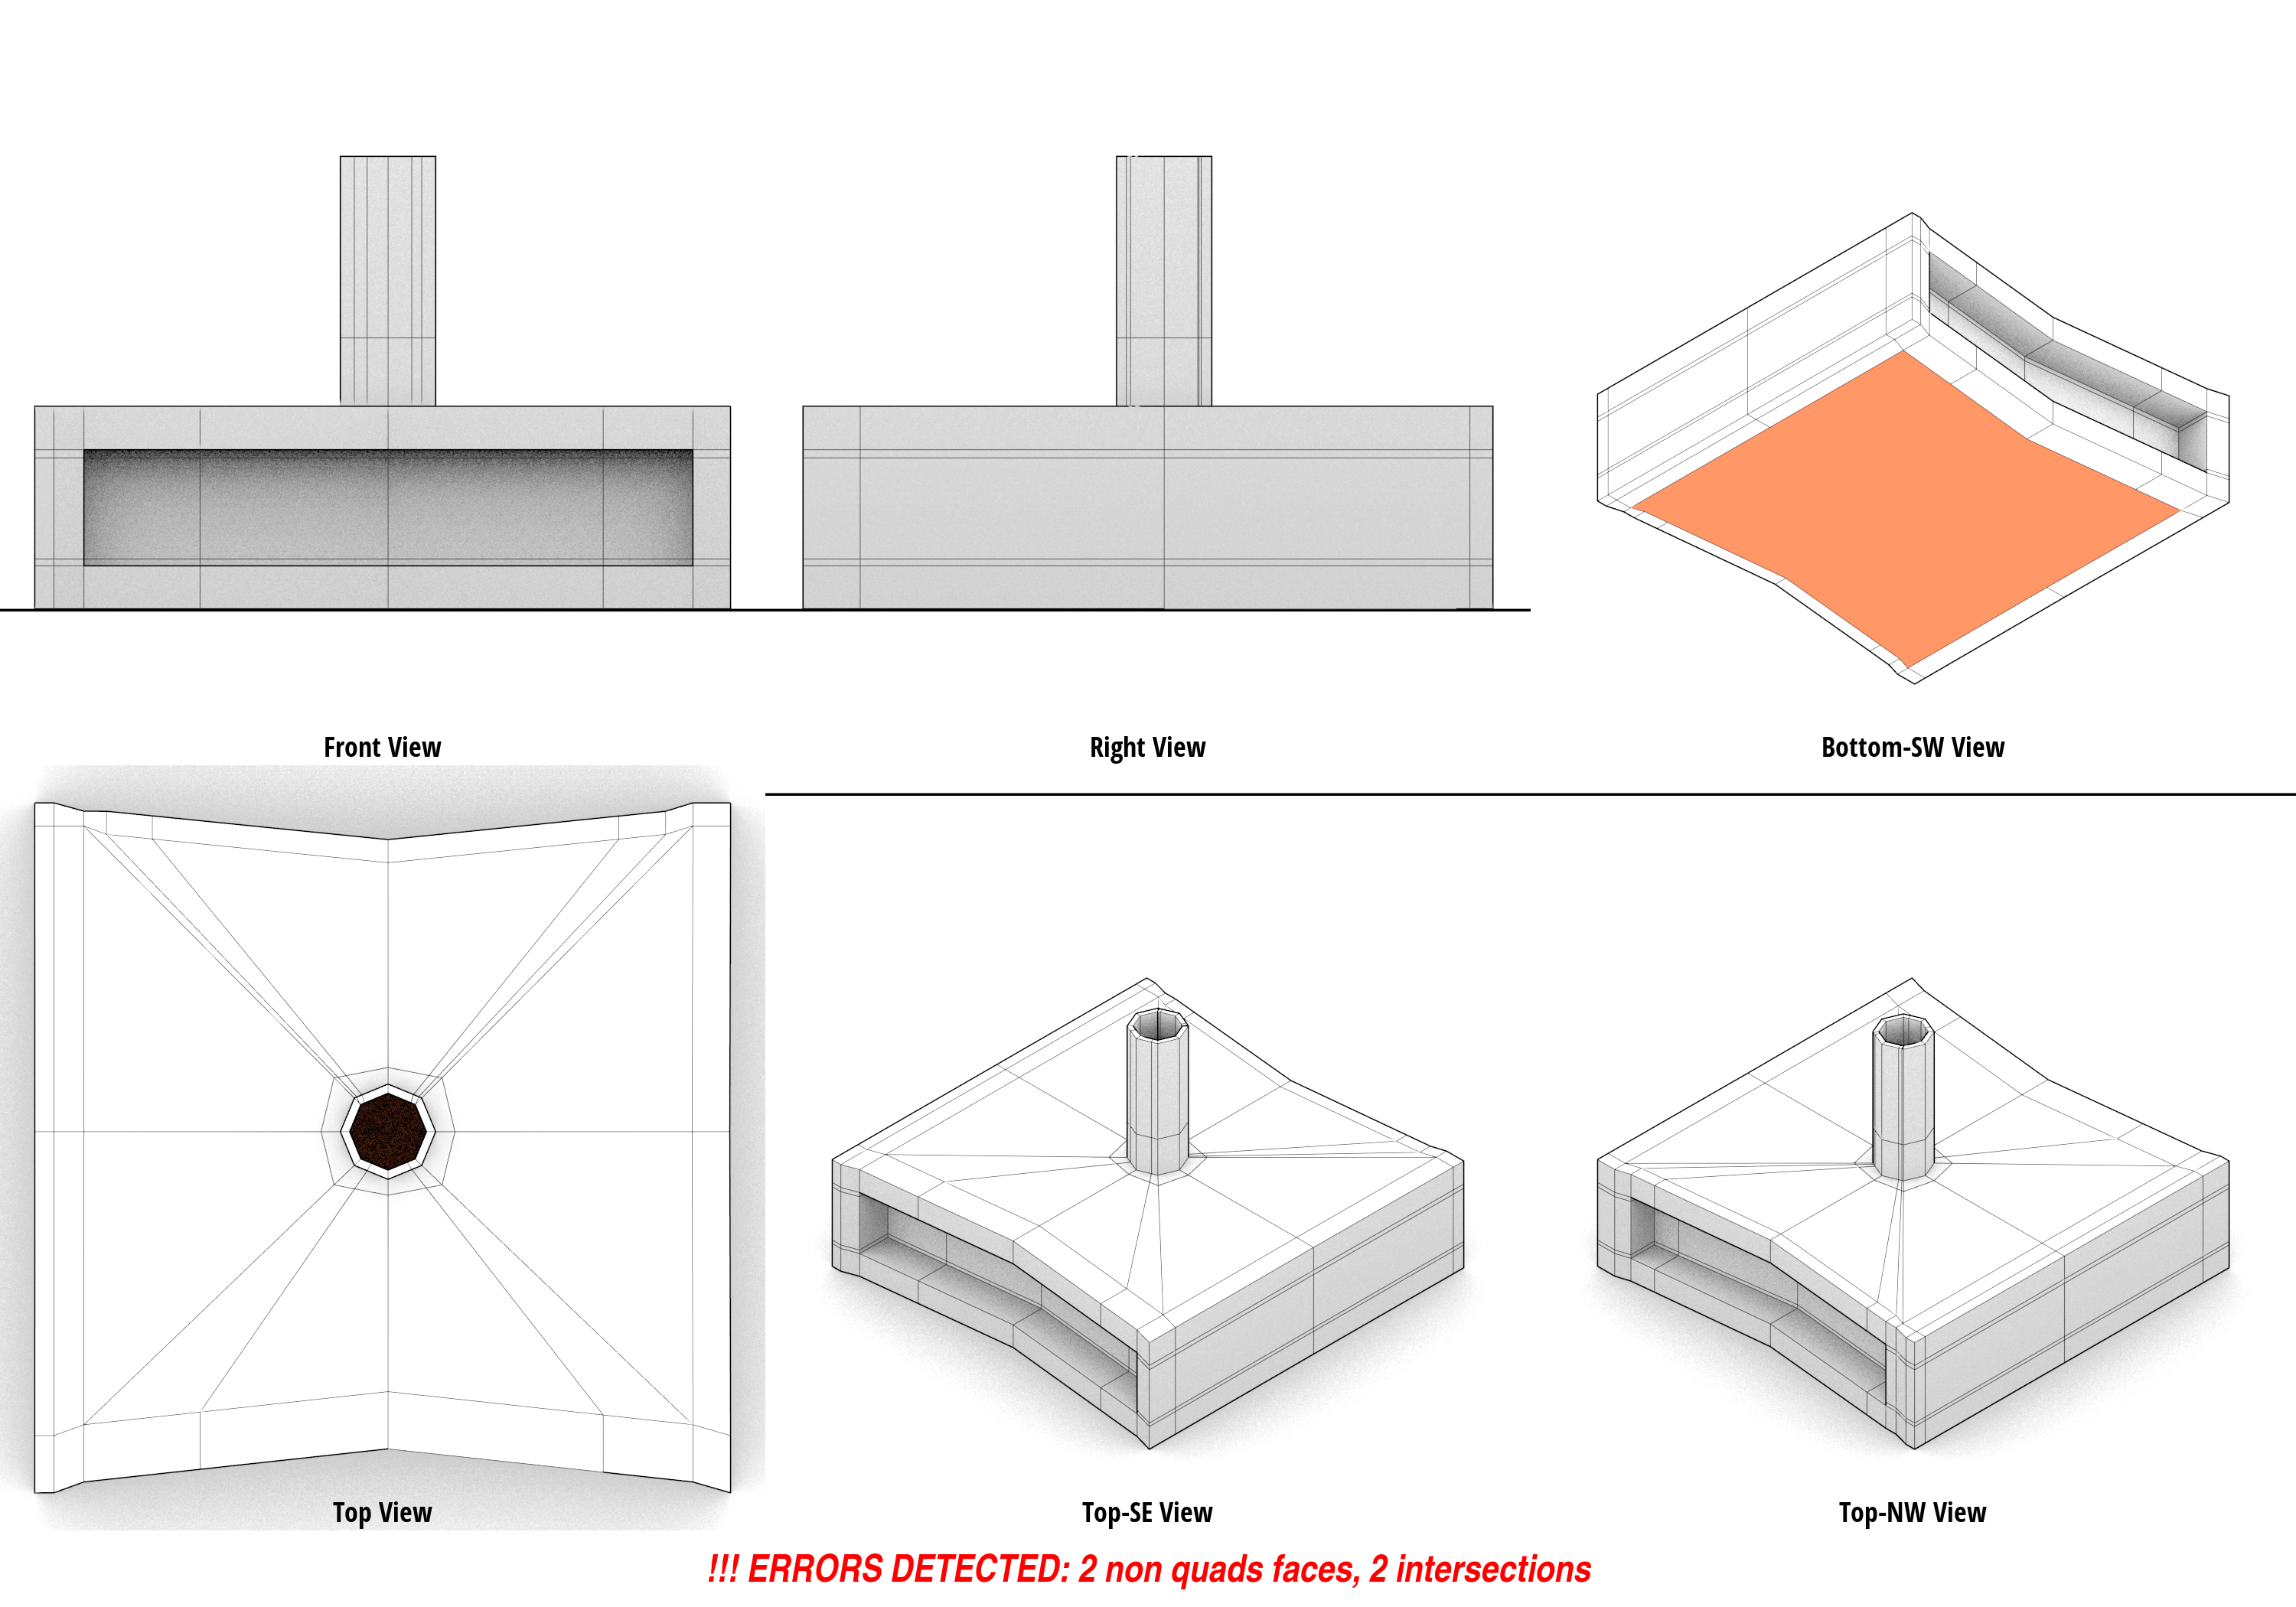 Front View
Right View
Bottom-SW View
Top View
Top-SE View
Top-NW View
!!! ERRORS DETECTED: 2 non quads faces, 2 intersections